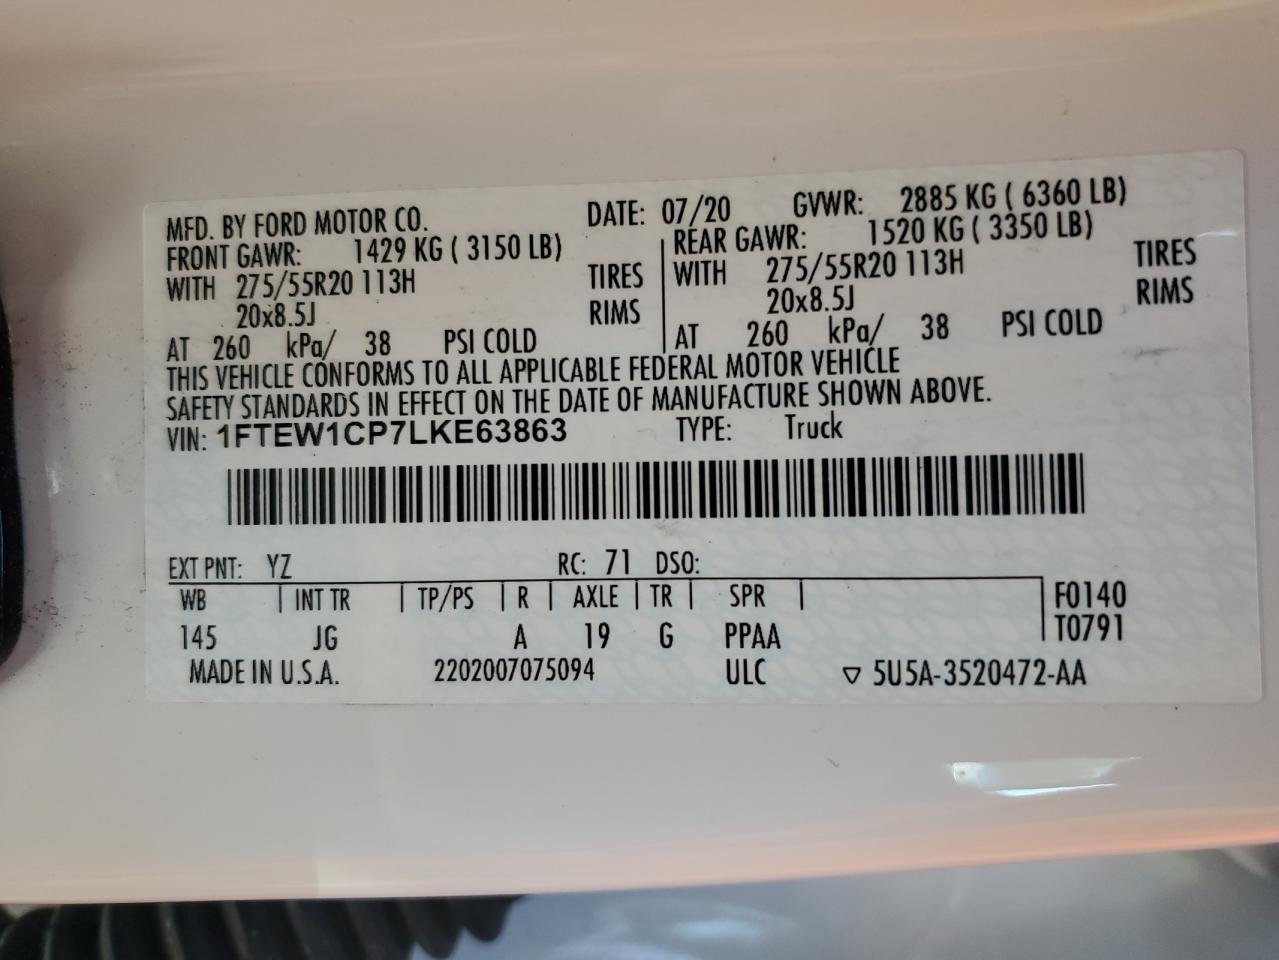 MFD. BY FORD MOTOR CO. DATE: 07/20 GVWR: 2885 KG ( 6360 LB)
FRONT GAWR: 1429 KG ( 3150 LB) REAR GAWR: 1520 KG ( 3350 LB)
WITH 275/55R20 113H TIRES WITH 275/55R20 113H TIRES
20x8.5J RIMS 20x8.5J RIMS
AT 260 kPa/ 38 PSI COLD AT 260 kPa/ 38 PSI COLD
THIS VEHICLE CONFORMS TO ALL APPLICABLE FEDERAL MOTOR VEHICLE
SAFETY STANDARDS IN EFFECT ON THE DATE OF MANUFACTURE SHOWN ABOVE.
VIN: 1FTEW1CP7LKE63863 TYPE: Truck
EXT PNT: YZ RC: 71 DSO:
WB INT TR TP/PS R AXLE TR SPR F0140
145 JG A 19 G PPAA T0791
MADE IN U.S.A. 2202007075094 ULC ▽ 5U5A-3520472-AA